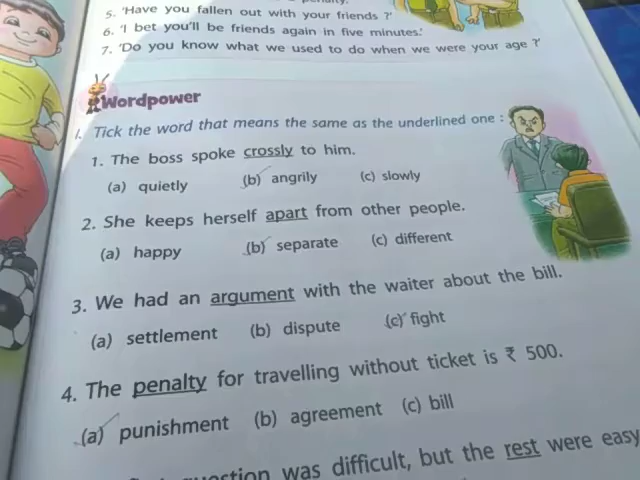 5. 'Have you fallen out with your friends ?'
6. 'I bet you'll be friends again in five minutes.'
7. 'Do you know what we used to do when we were your age ?'
Wordpower
I. Tick the word that means the same as the underlined one :
1. The boss spoke crossly to him.
(a) quietly (b) angrily (c) slowly
2. She keeps herself apart from other people.
(a) happy (b) separate (c) different
3. We had an argument with the waiter about the bill.
(a) settlement (b) dispute (c) fight
4. The penalty for travelling without ticket is ₹ 500.
(a) punishment (b) agreement (c) bill
question was difficult, but the rest were easy